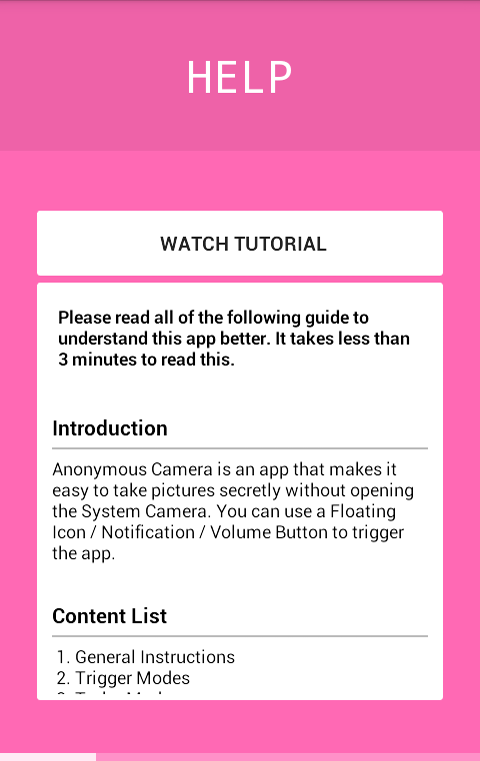 HELP
WATCH TUTORIAL
Please read all of the following guide to
understand this app better. It takes less than
3 minutes to read this.
Introduction
Anonymous Camera is an app that makes it
easy to take pictures secretly without opening
the System Camera. You can use a Floating
Icon / Notification / Volume Button to trigger
the app.
Content List
1. General Instructions
2. Trigger Modes